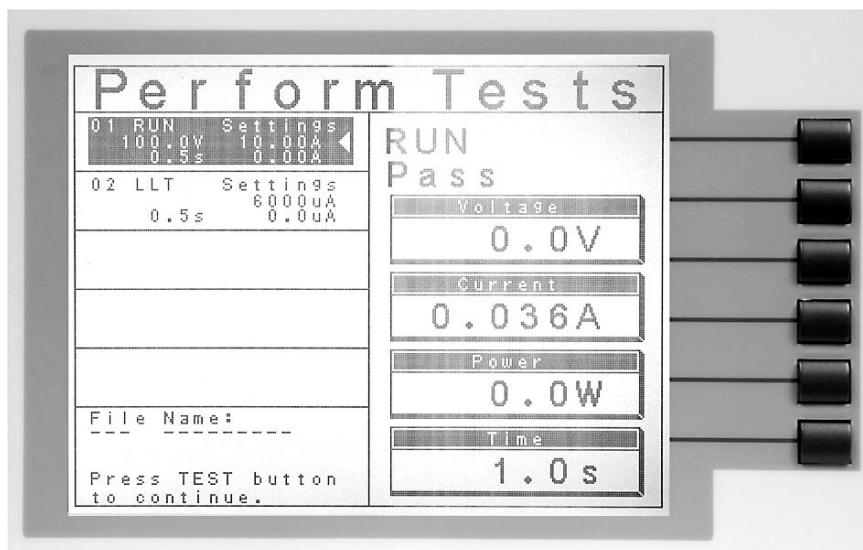 Perform Tests
01 RUN Settings
100.0V 10.00A
0.5s 0.00A
02 LLT Settings
6000uA
0.5s 0.0uA
File Name:
Press TEST button
to continue.
RUN
Pass
Voltage
0.0V
Current
0.036A
Power
0.0W
Time
1.0s